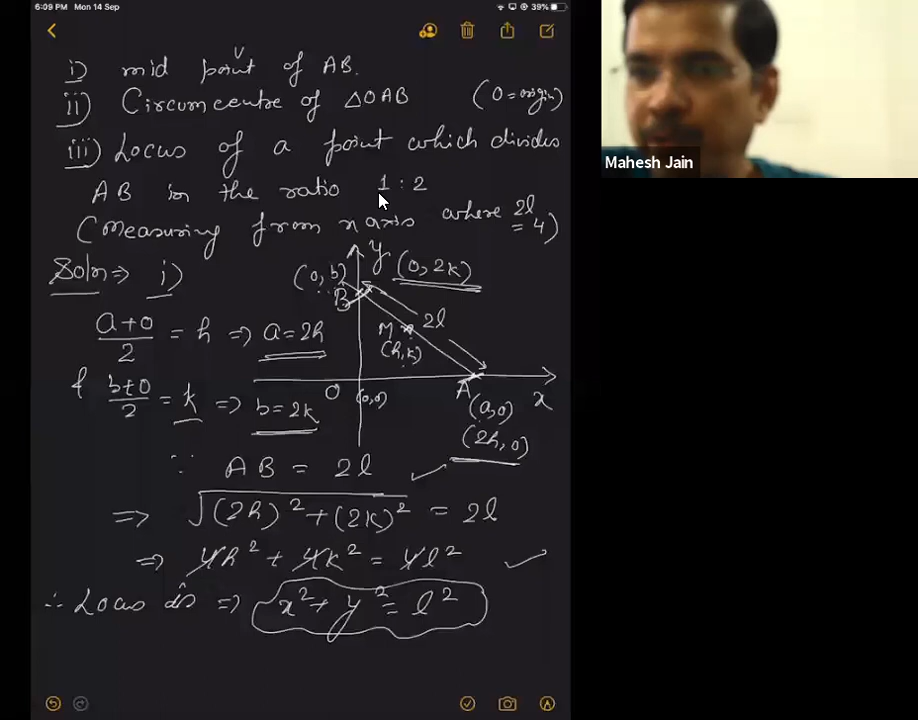 6:09 PM Mon 14 Sep
39%
i) mid point of AB.
ii) Circumcentre of △OAB (O = origin)
iii) Locus of a point which divides
AB in the ratio 1 : 2
(measuring from x axis where 2l = 4)
Soln ⇒ i)
y
(0, b) (0, 2k)
B
(a+0)/2 = h ⇒ a = 2h
2l
M
(h, k)
& (b+0)/2 = k ⇒ b = 2k
O (0,0)
A
x
(a, 0)
(2h, 0)
∵ AB = 2l
⇒ √((2h)² + (2k)²) = 2l
⇒ 4h² + 4k² = 4l²
∴ Locus is ⇒ x² + y² = l²
Mahesh Jain